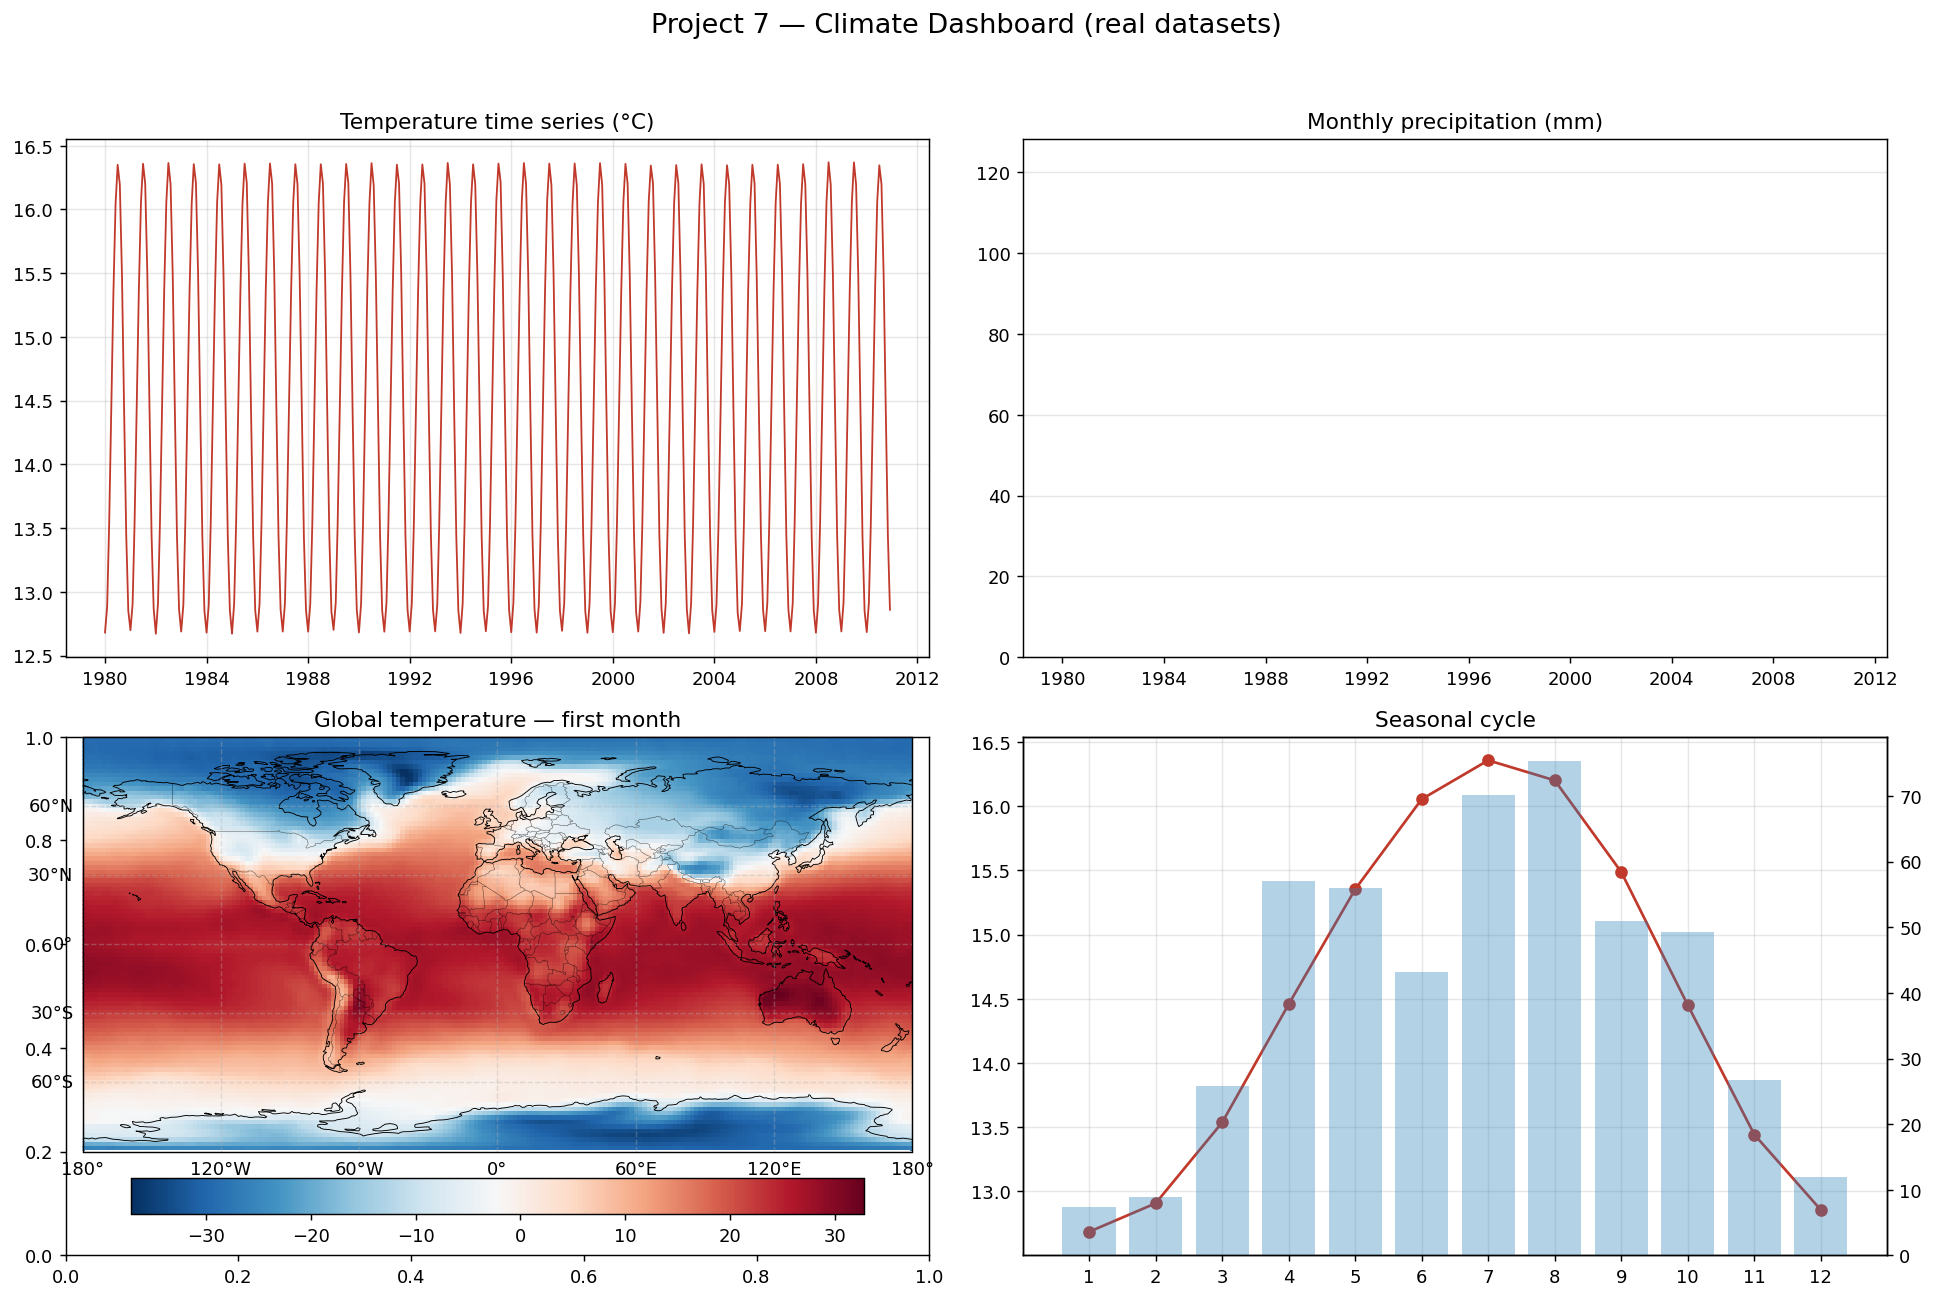 Project 7 — Climate Dashboard (real datasets)
Temperature time series (°C)
16.5
16.0
15.5
15.0
14.5
14.0
13.5
13.0
12.5
1980 1984 1988 1992 1996 2000 2004 2008 2012
Monthly precipitation (mm)
120
100
80
60
40
20
0
1980 1984 1988 1992 1996 2000 2004 2008 2012
Global temperature — first month
1.0
60°N
0.8
30°N
0.6 0°
30°S
0.4
60°S
0.2
180° 120°W 60°W 0° 60°E 120°E 180°
−30 −20 −10 0 10 20 30
0.0
0.0 0.2 0.4 0.6 0.8 1.0
Seasonal cycle
16.5
16.0
15.5
15.0
14.5
14.0
13.5
13.0
70
60
50
40
30
20
10
0
1 2 3 4 5 6 7 8 9 10 11 12